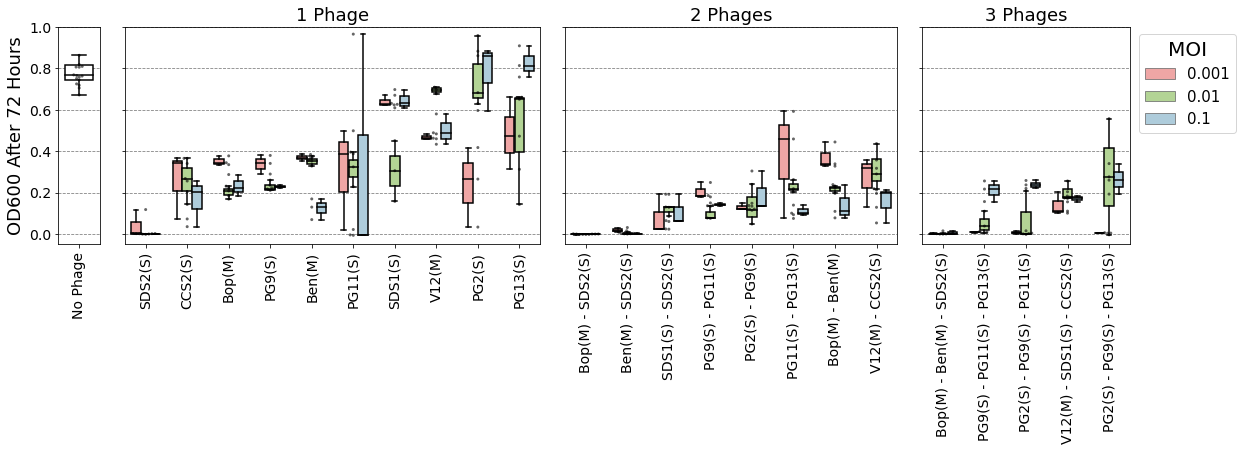 1 Phage
2 Phages
3 Phages
OD600 After 72 Hours
1.0
0.8
0.6
0.4
0.2
0.0
MOI
0.001
0.01
0.1
No Phage
SDS2(S)
CCS2(S)
Bop(M)
PG9(S)
Ben(M)
PG11(S)
SDS1(S)
V12(M)
PG2(S)
PG13(S)
Bop(M) - SDS2(S)
Ben(M) - SDS2(S)
SDS1(S) - SDS2(S)
PG9(S) - PG11(S)
PG2(S) - PG9(S)
PG11(S) - PG13(S)
Bop(M) - Ben(M)
V12(M) - CCS2(S)
Bop(M) - Ben(M) - SDS2(S)
PG9(S) - PG11(S) - PG13(S)
PG2(S) - PG9(S) - PG11(S)
V12(M) - SDS1(S) - CCS2(S)
PG2(S) - PG9(S) - PG13(S)